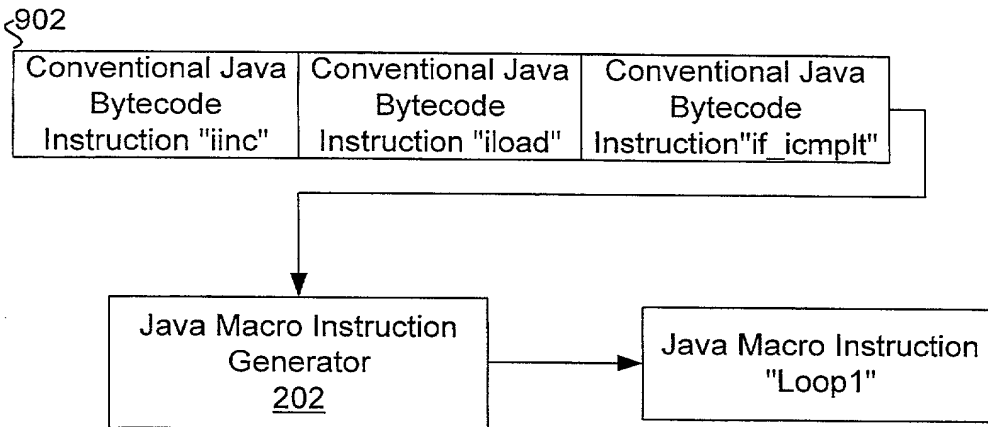 902
Conventional Java
Bytecode
Instruction "iinc"
Conventional Java
Bytecode
Instruction "iload"
Conventional Java
Bytecode
Instruction"if_icmplt"
Java Macro Instruction
Generator
202
Java Macro Instruction
"Loop1"